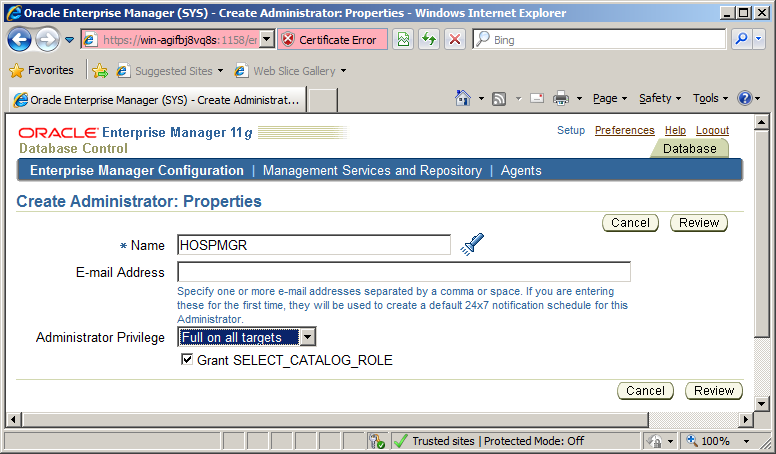 Oracle Enterprise Manager (SYS) - Create Administrator: Properties - Windows Internet Explorer
https://win-agifbj8vq8s:1158/er Certificate Error Bing
Favorites Suggested Sites Web Slice Gallery
Oracle Enterprise Manager (SYS) - Create Administrat... Page Safety Tools
ORACLE Enterprise Manager 11g Setup Preferences Help Logout
Database Control Database
Enterprise Manager Configuration | Management Services and Repository | Agents
Create Administrator: Properties
Cancel Review
* Name HOSPMGR
E-mail Address
Specify one or more e-mail addresses separated by a comma or space. If you are entering
these for the first time, they will be used to create a default 24x7 notification schedule for this
Administrator.
Administrator Privilege Full on all targets
Grant SELECT_CATALOG_ROLE
Cancel Review
Trusted sites | Protected Mode: Off 100%